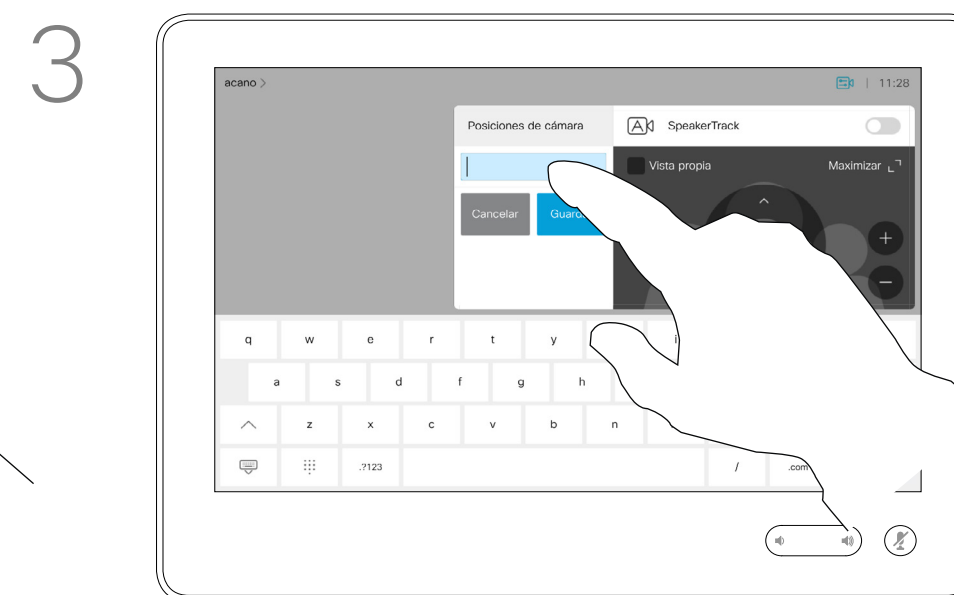 3
acano >
| 11:28
Posiciones de cámara
SpeakerTrack
Vista propia
Maximizar
Cancelar
q w e r t y i
a s d f g h
z x c v b n
.?123 / .com